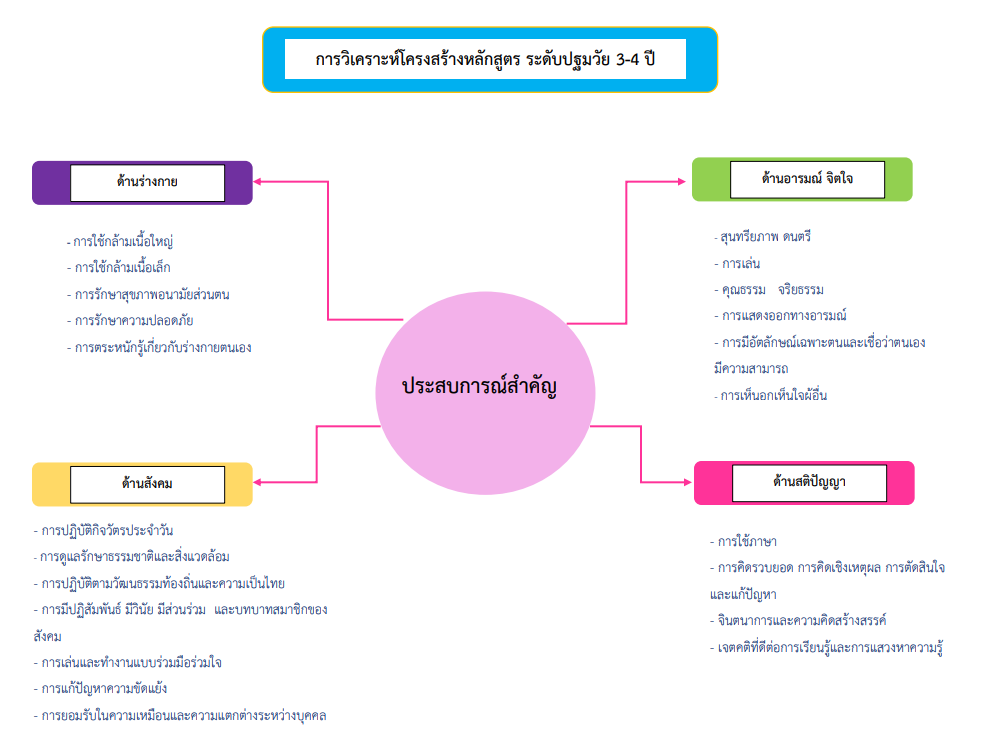 การวิเคราะห์โครงสร้างหลักสูตร ระดับปฐมวัย 3-4 ปี
ด้านร่างกาย
- การใช้กล้ามเนื้อใหญ่
- การใช้กล้ามเนื้อเล็ก
- การรักษาสุขภาพอนามัยส่วนตน
- การรักษาความปลอดภัย
- การตระหนักรู้เกี่ยวกับร่างกายตนเอง
ด้านอารมณ์ จิตใจ
- สุนทรียภาพ ดนตรี
- การเล่น
- คุณธรรม จริยธรรม
- การแสดงออกทางอารมณ์
- การมีอัตลักษณ์เฉพาะตนและเชื่อว่าตนเอง
มีความสามารถ
- การเห็นอกเห็นใจผู้อื่น
ประสบการณ์สำคัญ
ด้านสังคม
- การปฏิบัติกิจวัตรประจำวัน
- การดูแลรักษาธรรมชาติและสิ่งแวดล้อม
- การปฏิบัติตามวัฒนธรรมท้องถิ่นและความเป็นไทย
- การมีปฏิสัมพันธ์ มีวินัย มีส่วนร่วม และบทบาทสมาชิกของ
สังคม
- การเล่นและทำงานแบบร่วมมือร่วมใจ
- การแก้ปัญหาความขัดแย้ง
- การยอมรับในความเหมือนและความแตกต่างระหว่างบุคคล
ด้านสติปัญญา
- การใช้ภาษา
- การคิดรวบยอด การคิดเชิงเหตุผล การตัดสินใจ
และแก้ปัญหา
- จินตนาการและความคิดสร้างสรรค์
- เจตคติที่ดีต่อการเรียนรู้และการแสวงหาความรู้